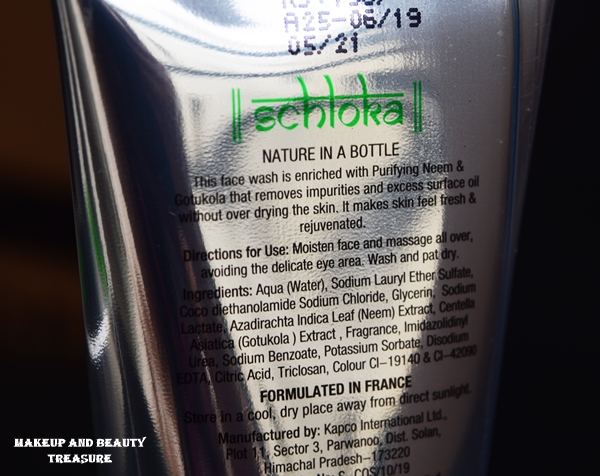 A25-06/19
05/21
||schloka||
NATURE IN A BOTTLE
This face wash is enriched with Purifying Neem &
Gotukola that removes impurities and excess surface oil
without over drying the skin. It makes skin feel fresh &
rejuvenated.
Directions for Use: Moisten face and massage all over,
avoiding the delicate eye area. Wash and pat dry.
Ingredients: Aqua (Water), Sodium Lauryl Ether Sulfate,
Coco diethanolamide Sodium Chloride, Glycerin, Sodium
Lactate, Azadirachta Indica Leaf (Neem) Extract, Centella
Asiatica (Gotukola ) Extract , Fragrance, Imidazolidinyl
Urea, Sodium Benzoate, Potassium Sorbate, Disodium
EDTA, Citric Acid, Triclosan, Colour CI-19140 & CI-42090
FORMULATED IN FRANCE
Store in a cool, dry place away from direct sunlight.
Manufactured by: Kapco International Ltd.,
Plot 11, Sector 3, Parwanoo, Dist. Solan,
Himachal Pradesh-173220
COS/10/19
MAKEUP AND BEAUTY
TREASURE